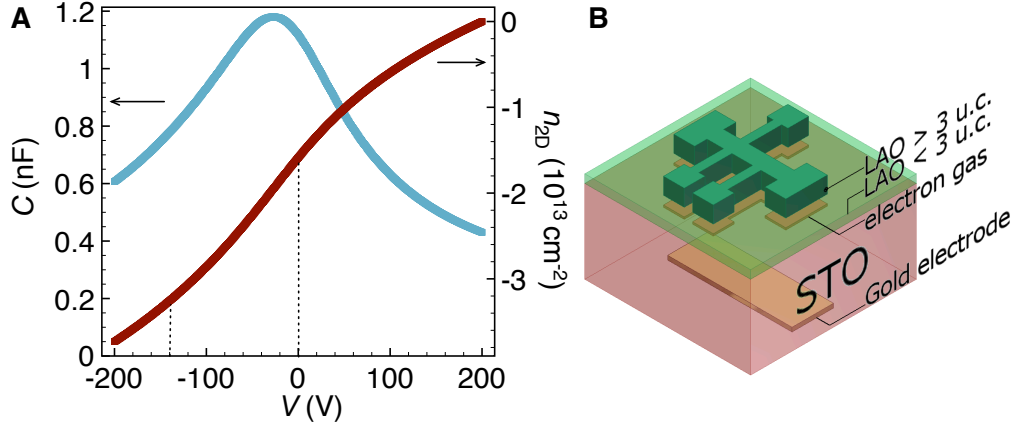 A
1.2
1
0.8
0.6
0.4
0.2
0
C (nF)
0
-1
-2
-3
n2D (10^13 cm^-2)
-200
-100
0
100
200
V (V)
B
LAO > 3 u.c.
LAO < 3 u.c.
electron gas
STO
Gold electrode